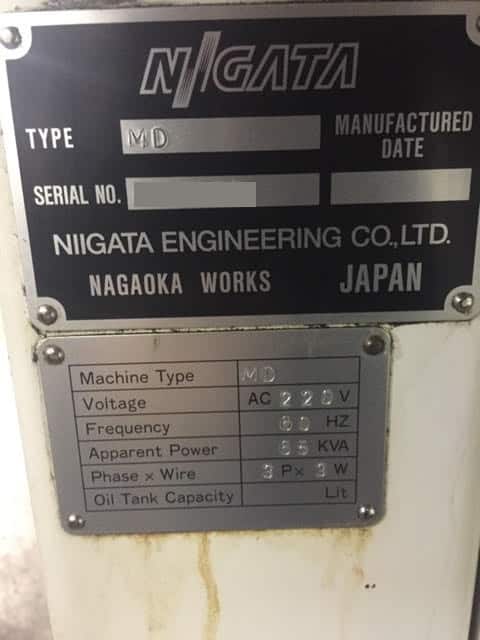 NIIGATA
TYPE MD
MANUFACTURED DATE
SERIAL NO.
NIIGATA ENGINEERING CO.,LTD.
NAGAOKA WORKS JAPAN
Machine Type MD
Voltage AC 220 V
Frequency 60 HZ
Apparent Power 65 KVA
Phase × Wire 3 P× 3 W
Oil Tank Capacity Lit